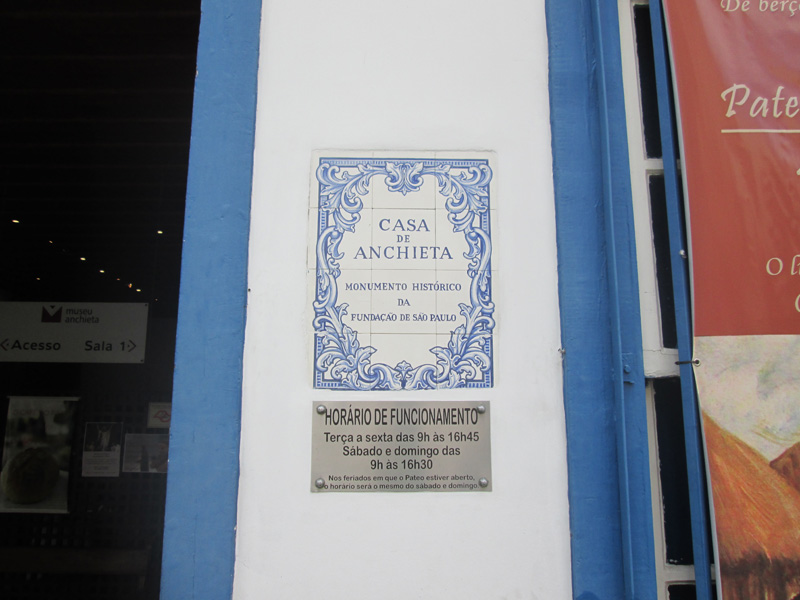 CASA
DE
ANCHIETA
MONUMENTO HISTÓRICO
DA
FUNDAÇÃO DE SÃO PAULO
HORÁRIO DE FUNCIONAMENTO
Terça a sexta das 9h às 16h45
Sábado e domingo das
9h às 16h30
Nos feriados em que o Pateo estiver aberto,
o horário será o mesmo do sábado e domingo.
museu
anchieta
Acesso Sala 1
De berç
Pate
O l